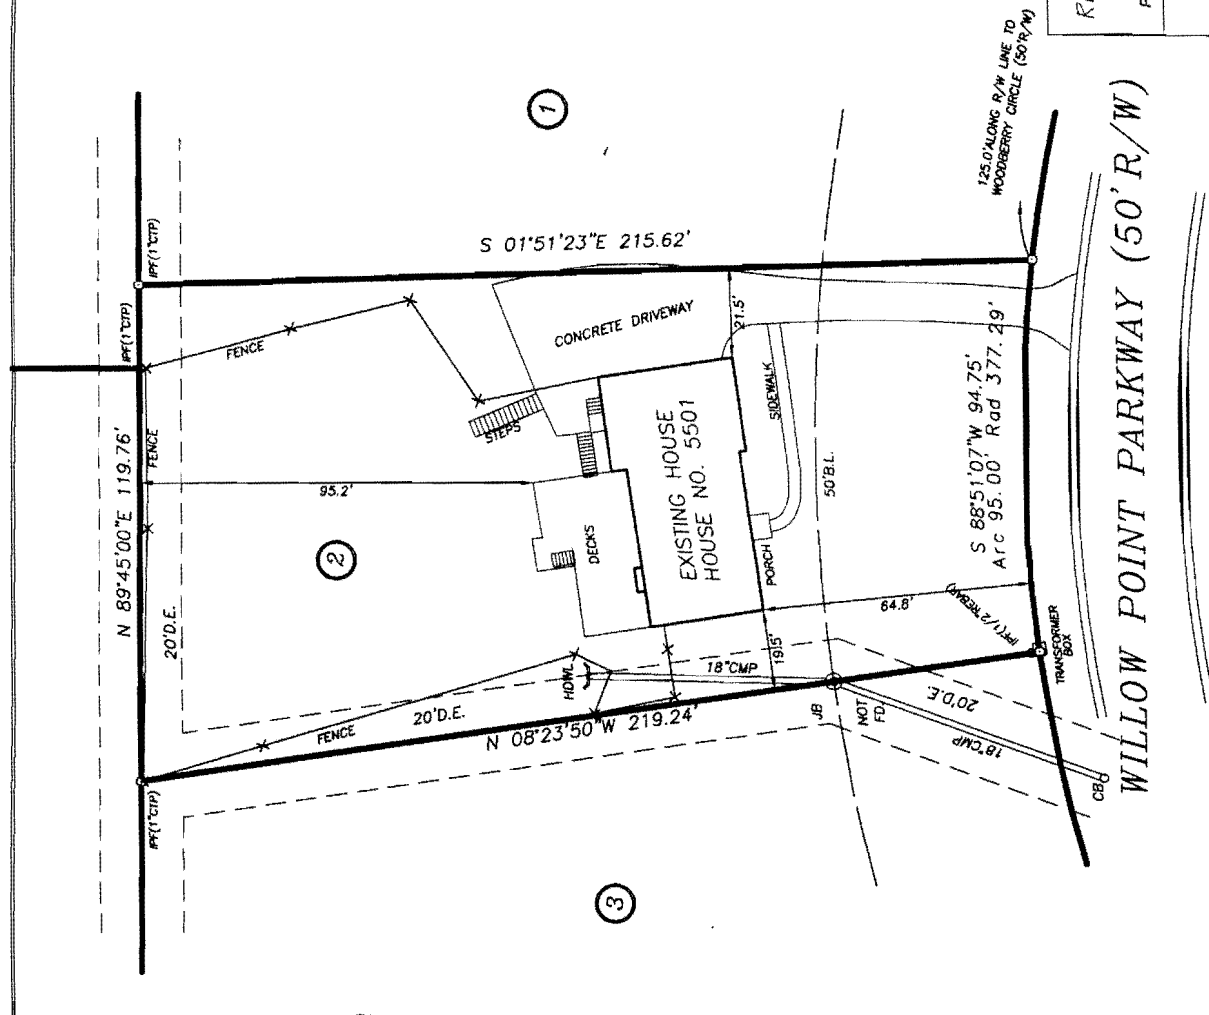 125.0'ALONG R/W LINE TO
WOODBERRY CIRCLE (50'R/W)
1
IPF(1"CTP)
IPF(1"CTP)
S 01°51'23"E 215.62'
CONCRETE DRIVEWAY
21.5'
FENCE
N 89°45'00"E 119.76'
FENCE
STEPS
SIDEWALK
95.2'
EXISTING HOUSE
HOUSE NO. 5501
50'B.L.
S 88°51'07"W 94.75'
Arc 95.00' Rad 377.29'
2
DECKS
PORCH
64.8'
IPF(1/2"REBAR)
TRANSFORMER
BOX
20'D.E.
HDWL
18"CMP
19.5'
20'D.E.
FENCE
N 08°23'50"W 219.24'
JB
NOT
FD.
20'D.E.
18"CMP
CB
IPF(1"CTP)
3
WILLOW POINT PARKWAY (50'R/W)